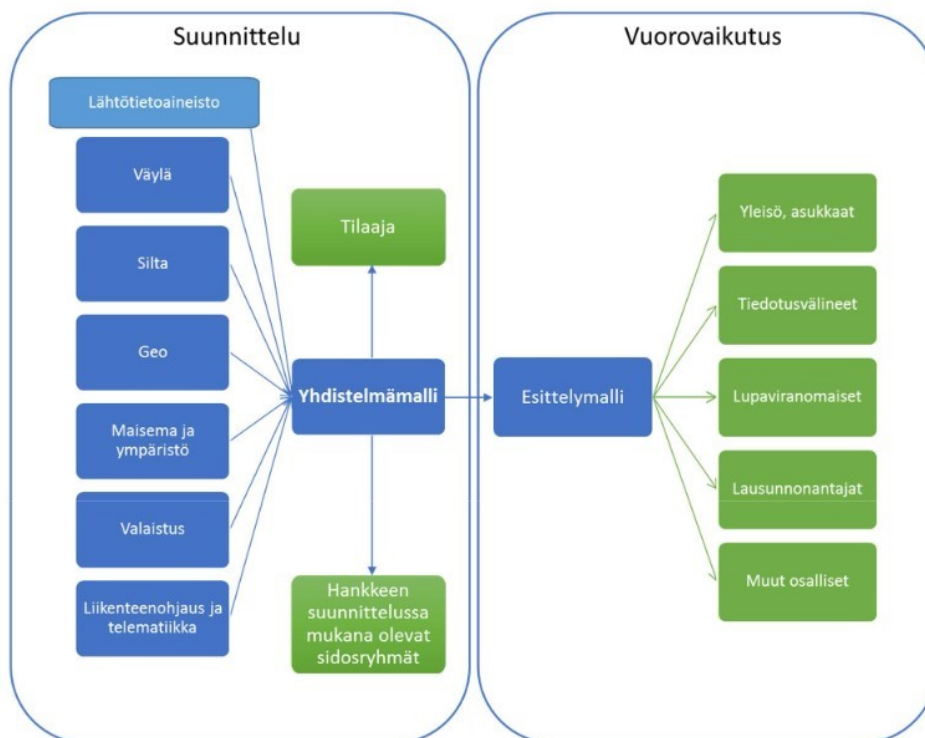 Suunnittelu
Lähtötietoaineisto
Väylä
Silta
Geo
Maisema ja
ympäristö
Valaistus
Liikenteenohjaus ja
telematiikka
Tilaaja
Yhdistelmämalli
Hankkeen
suunnittelussa
mukana olevat
sidosryhmät
Vuorovaikutus
Esittelymalli
Yleisö, asukkaat
Tiedotusvälineet
Lupaviranomaiset
Lausunnonantajat
Muut osalliset